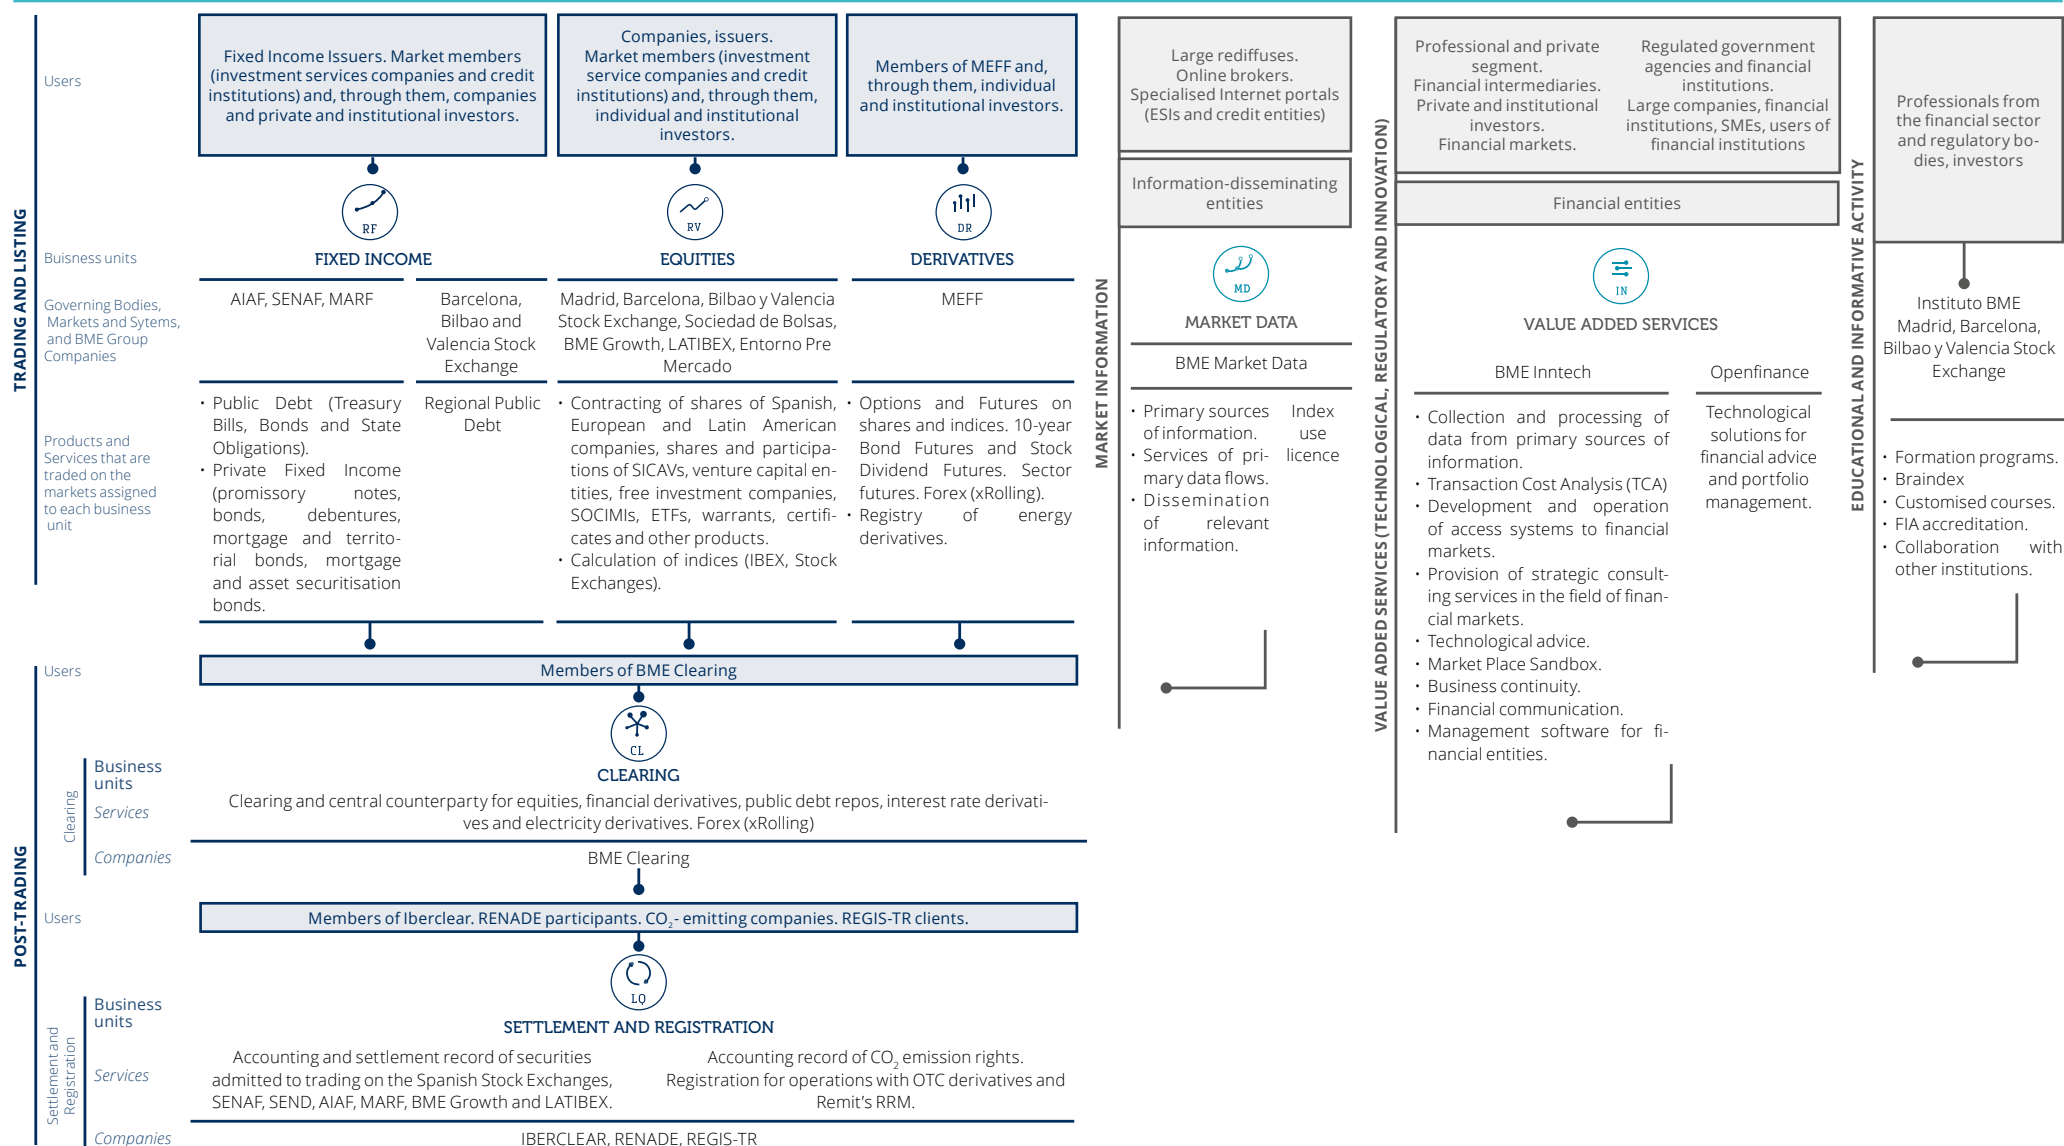 TRADING AND LISTING
Users
Fixed Income Issuers. Market members
(investment services companies and credit
institutions) and, through them, companies
and private and institutional investors.
Companies, issuers.
Market members (investment
service companies and credit
institutions) and, through them,
individual and institutional
investors.
Members of MEFF and,
through them, individual
and institutional investors.
RF
RV
DR
Buisness units
FIXED INCOME
EQUITIES
DERIVATIVES
Governing Bodies,
Markets and Sytems,
and BME Group
Companies
AIAF, SENAF, MARF
Barcelona,
Bilbao and
Valencia Stock
Exchange
Madrid, Barcelona, Bilbao y Valencia
Stock Exchange, Sociedad de Bolsas,
BME Growth, LATIBEX, Entorno Pre
Mercado
MEFF
Products and
Services that are
traded on the
markets assigned
to each business
unit
• Public Debt (Treasury
Bills, Bonds and State
Obligations).
• Private Fixed Income
(promissory notes,
bonds, debentures,
mortgage and territo-
rial bonds, mortgage
and asset securitisation
bonds.
Regional Public
Debt
• Contracting of shares of Spanish,
European and Latin American
companies, shares and participa-
tions of SICAVs, venture capital en-
tities, free investment companies,
SOCIMIs, ETFs, warrants, certifi-
cates and other products.
• Calculation of indices (IBEX, Stock
Exchanges).
• Options and Futures on
shares and indices. 10-year
Bond Futures and Stock
Dividend Futures. Sector
futures. Forex (xRolling).
• Registry of energy
derivatives.
POST-TRADING
Users
Members of BME Clearing
CL
CLEARING
Clearing
Business
units
Services
Clearing and central counterparty for equities, financial derivatives, public debt repos, interest rate derivati-
ves and electricity derivatives. Forex (xRolling)
Companies
BME Clearing
Users
Members of Iberclear. RENADE participants. CO₂- emitting companies. REGIS-TR clients.
LQ
SETTLEMENT AND REGISTRATION
Settlement and
Registration
Business
units
Services
Accounting and settlement record of securities
admitted to trading on the Spanish Stock Exchanges,
SENAF, SEND, AIAF, MARF, BME Growth and LATIBEX.
Accounting record of CO₂ emission rights.
Registration for operations with OTC derivatives and
Remit's RRM.
Companies
IBERCLEAR, RENADE, REGIS-TR
MARKET INFORMATION
Large rediffuses.
Online brokers.
Specialised Internet portals
(ESIs and credit entities)
Information-disseminating
entities
MD
MARKET DATA
BME Market Data
• Primary sources
of information.
• Services of pri-
mary data flows.
• Dissemination
of relevant
information.
Index
use
licence
VALUE ADDED SERVICES (TECHNOLOGICAL, REGULATORY AND INNOVATION)
Professional and private
segment.
Financial intermediaries.
Private and institutional
investors.
Financial markets.
Regulated government
agencies and financial
institutions.
Large companies, financial
institutions, SMEs, users of
financial institutions
Financial entities
IN
VALUE ADDED SERVICES
BME Inntech
• Collection and processing of
data from primary sources of
information.
• Transaction Cost Analysis (TCA)
• Development and operation
of access systems to financial
markets.
• Provision of strategic consult-
ing services in the field of finan-
cial markets.
• Technological advice.
• Market Place Sandbox.
• Business continuity.
• Financial communication.
• Management software for fi-
nancial entities.
Openfinance
Technological
solutions for
financial advice
and portfolio
management.
EDUCATIONAL AND INFORMATIVE ACTIVITY
Professionals from
the financial sector
and regulatory bo-
dies, investors
Instituto BME
Madrid, Barcelona,
Bilbao y Valencia Stock
Exchange
• Formation programs.
• Braindex
• Customised courses.
• FIA accreditation.
• Collaboration with
other institutions.